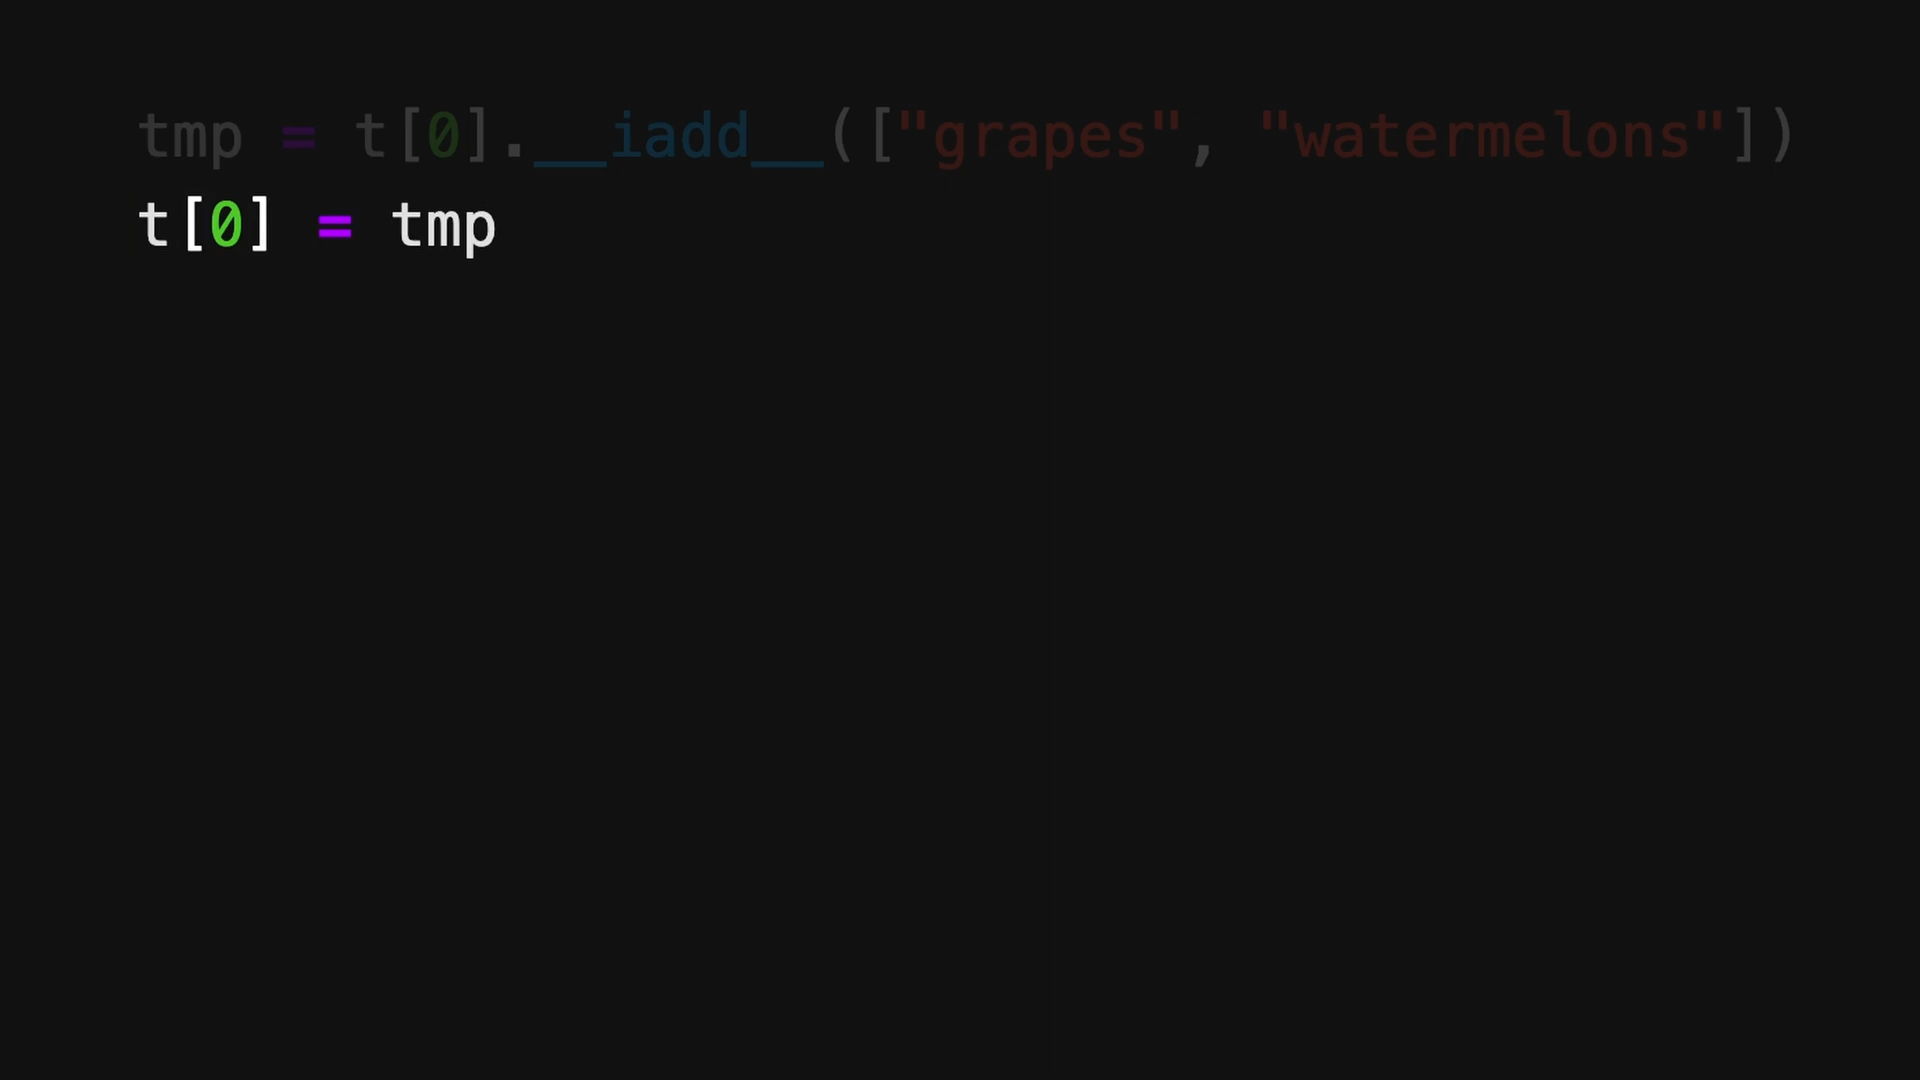 tmp = t[0].__iadd__(["grapes", "watermelons"])
t[0] = tmp